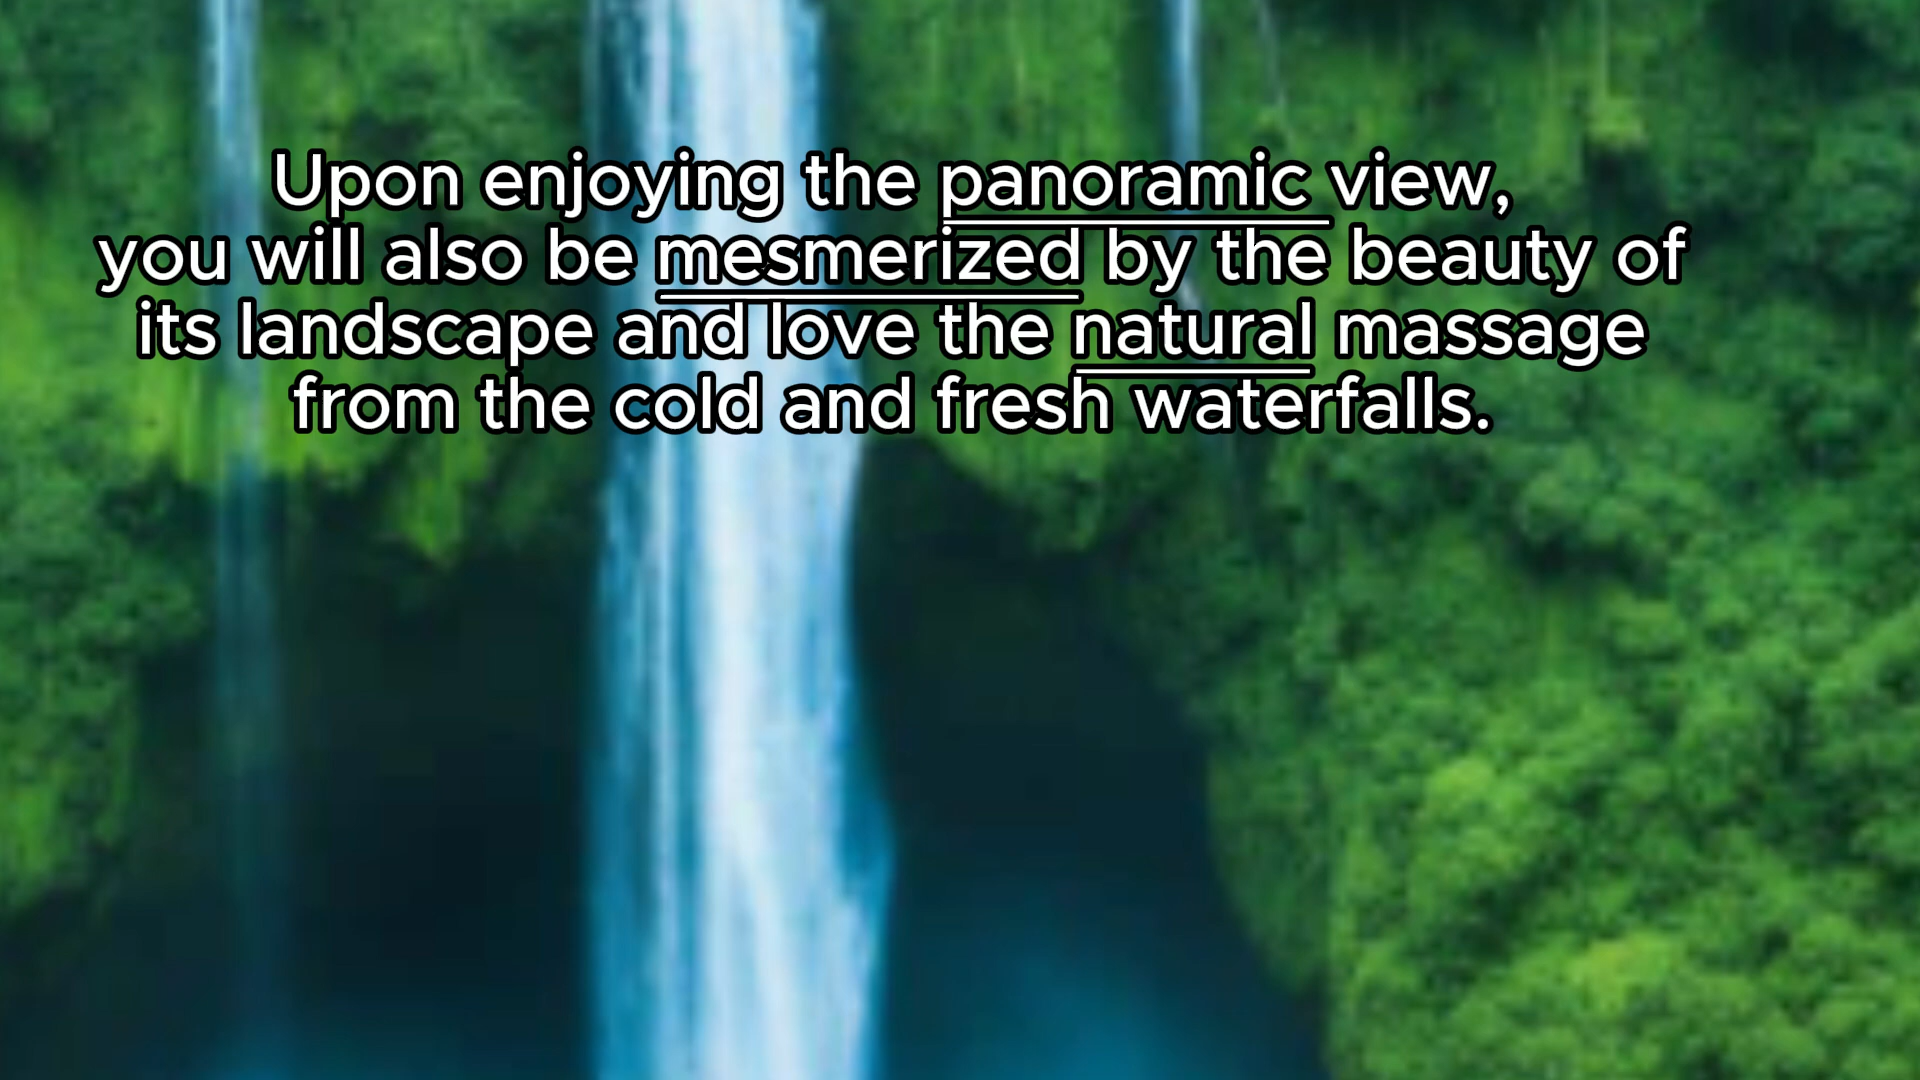 Upon enjoying the panoramic view,
you will also be mesmerized by the beauty of
its landscape and love the natural massage
from the cold and fresh waterfalls.